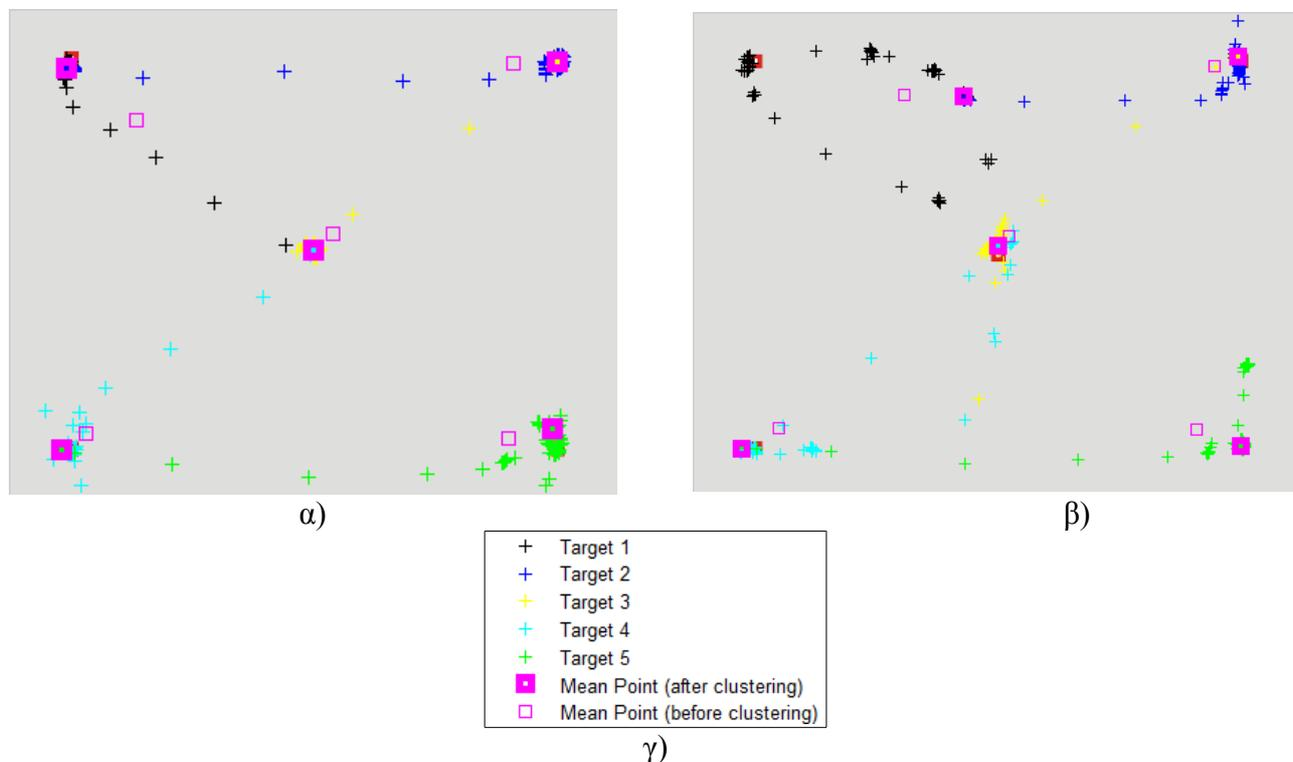 α)
β)
Target 1
Target 2
Target 3
Target 4
Target 5
Mean Point (after clustering)
Mean Point (before clustering)
γ)